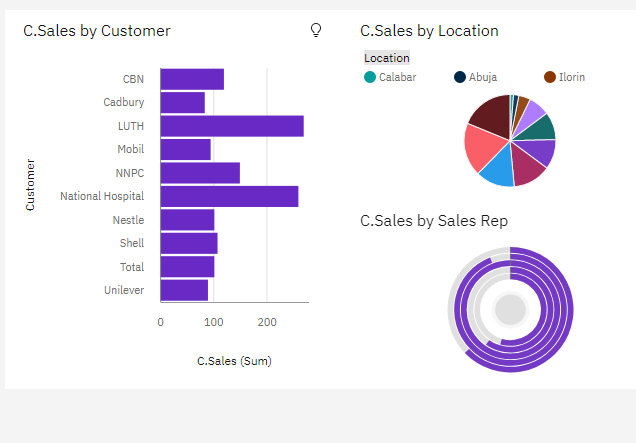 C.Sales by Customer
Customer
CBN
Cadbury
LUTH
Mobil
NNPC
National Hospital
Nestle
Shell
Total
Unilever
0 100 200
C.Sales (Sum)
C.Sales by Location
Location
Calabar Abuja Ilorin
C.Sales by Sales Rep